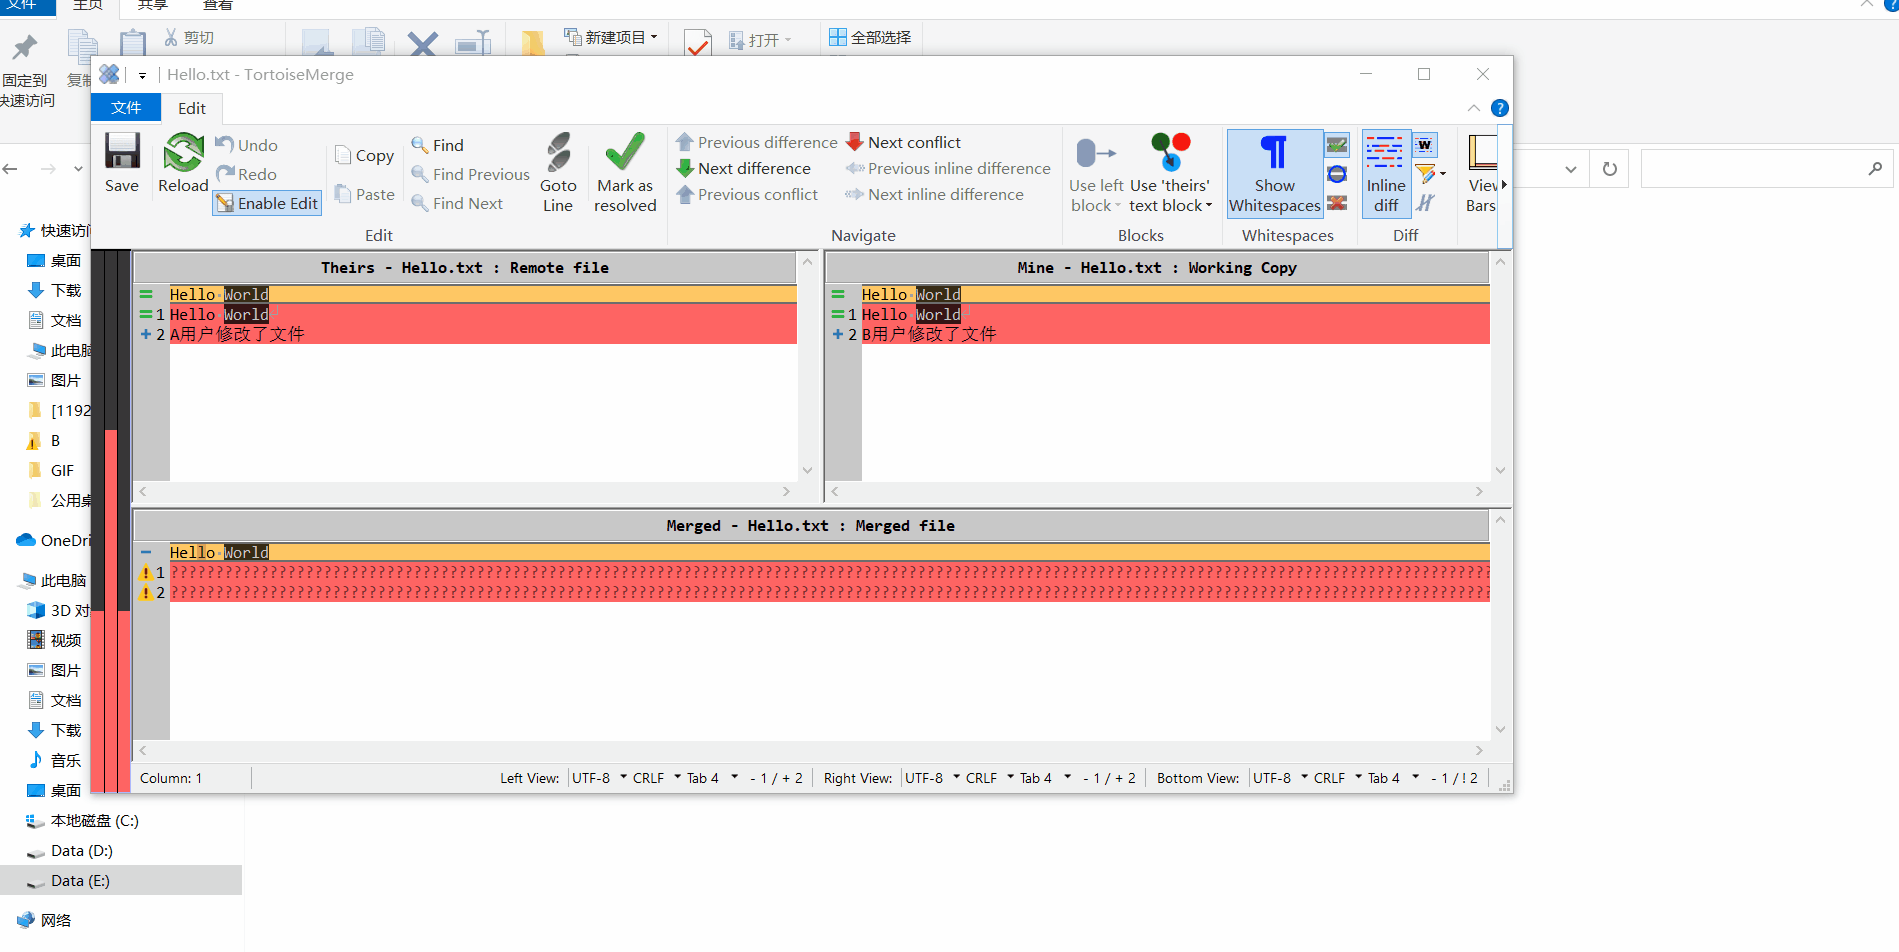 文件 主页 共享 查看
固定到
快速访问
剪切
新建项目
打开
全部选择
Hello.txt - TortoiseMerge
文件 Edit
Save
Reload
Undo
Redo
Enable Edit
Copy
Paste
Find
Find Previous
Find Next
Goto
Line
Mark as
resolved
Edit
Previous difference
Next difference
Previous conflict
Next conflict
Previous inline difference
Next inline difference
Navigate
Use left
block
Use 'theirs'
text block
Blocks
Show
Whitespaces
Whitespaces
Inline
diff
Diff
View
Bars
快速访问
桌面
下载
文档
此电脑
图片
[1192
B
GIF
公用桌
OneDri
此电脑
3D 对
视频
图片
文档
下载
音乐
桌面
本地磁盘 (C:)
Data (D:)
Data (E:)
网络
Theirs - Hello.txt : Remote file
Hello World
1 Hello World
2 A用户修改了文件
Mine - Hello.txt : Working Copy
Hello World
1 Hello World
2 B用户修改了文件
Merged - Hello.txt : Merged file
Hello World
1
2
Column: 1
Left View: UTF-8 CRLF Tab 4 - 1 / + 2
Right View: UTF-8 CRLF Tab 4 - 1 / + 2
Bottom View: UTF-8 CRLF Tab 4 - 1 / ! 2